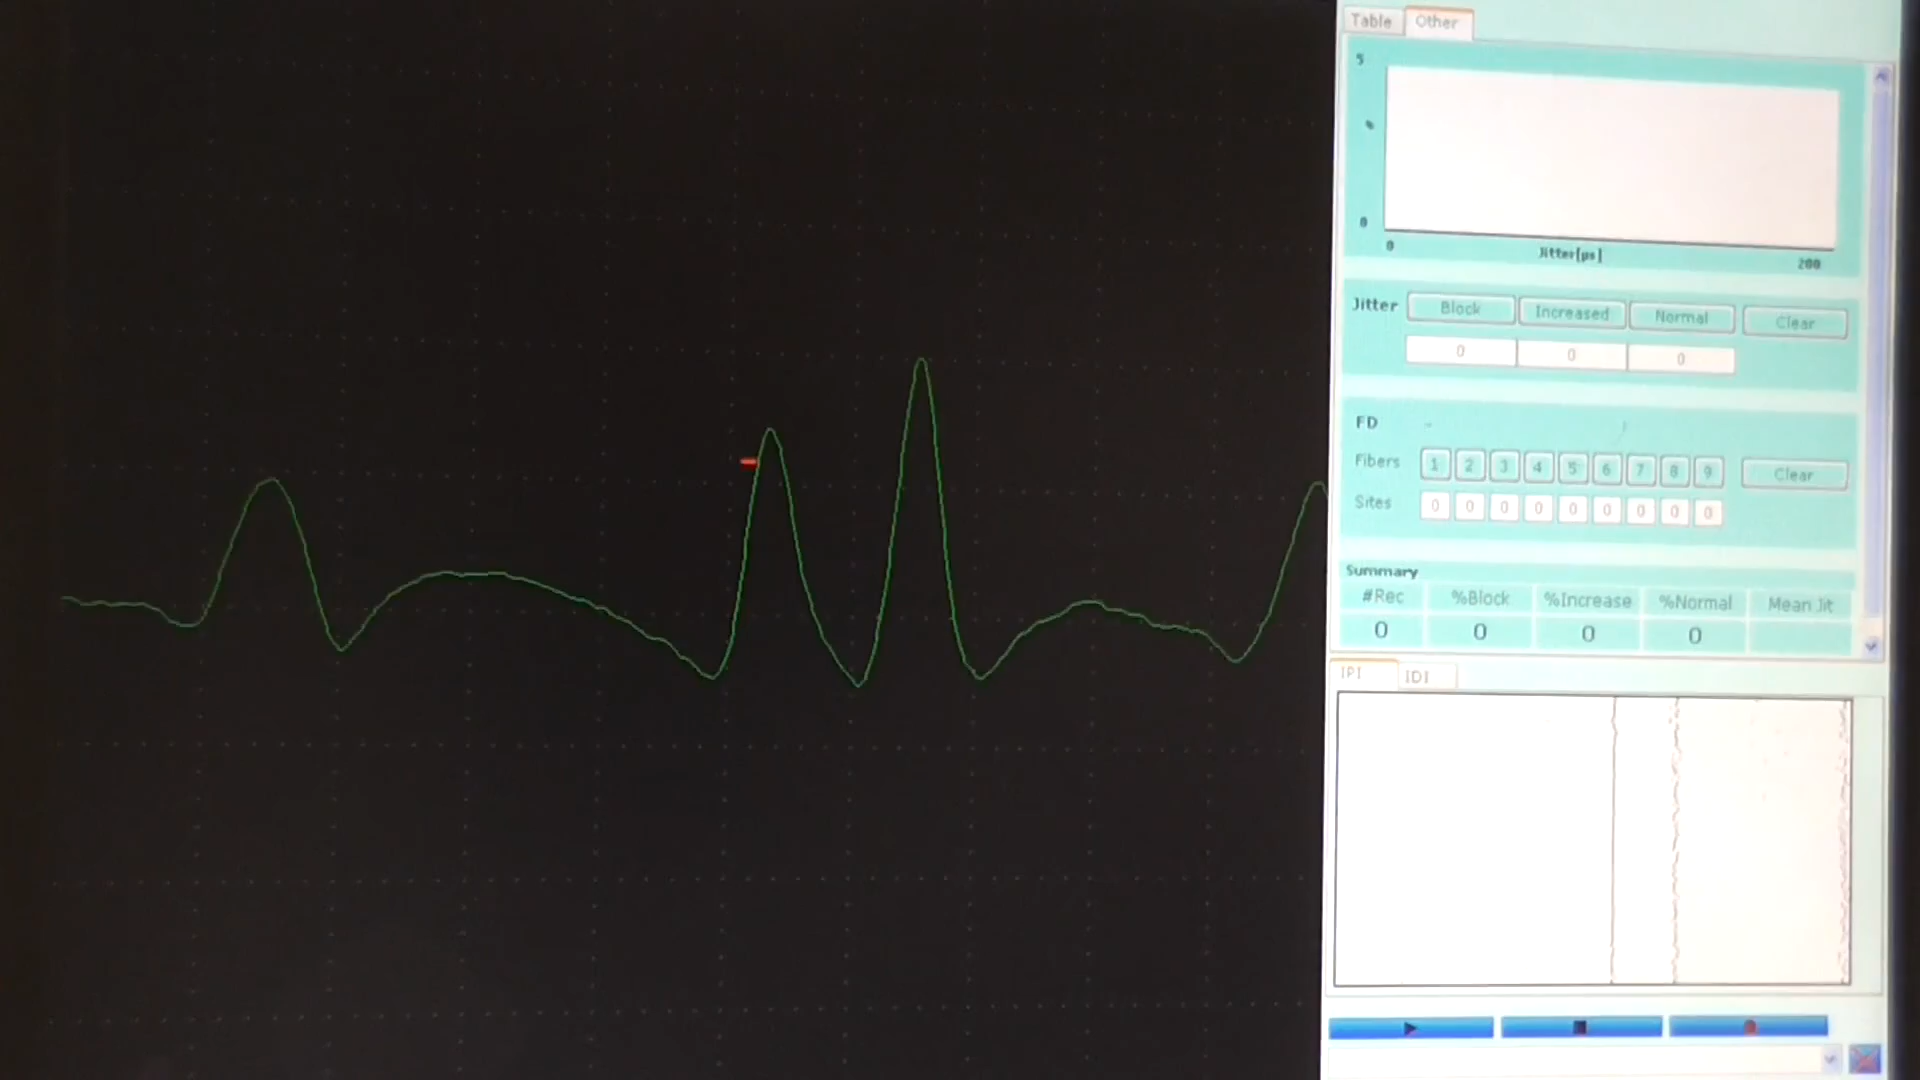 Table Other
5
%
0
0 Jitter[µs] 200
Jitter Block Increased Normal Clear
0 0 0
FD
Fibers 1 2 3 4 5 6 7 8 9 Clear
Sites 0 0 0 0 0 0 0 0 0
Summary
#Rec %Block %Increase %Normal Mean Jit
0 0 0 0
IPI IDI